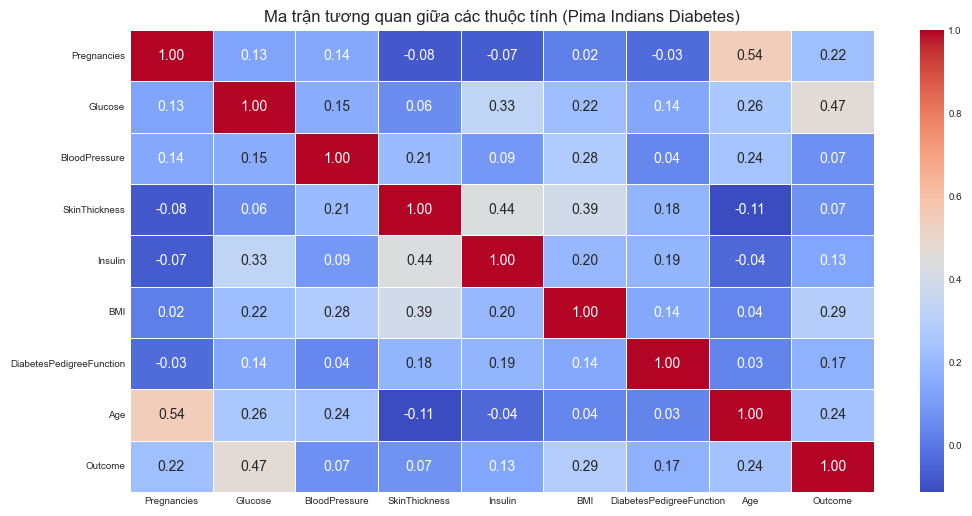 Ma trận tương quan giữa các thuộc tính (Pima Indians Diabetes)
Pregnancies 1.00 0.13 0.14 -0.08 -0.07 0.02 -0.03 0.54 0.22
Glucose 0.13 1.00 0.15 0.06 0.33 0.22 0.14 0.26 0.47
BloodPressure 0.14 0.15 1.00 0.21 0.09 0.28 0.04 0.24 0.07
SkinThickness -0.08 0.06 0.21 1.00 0.44 0.39 0.18 -0.11 0.07
Insulin -0.07 0.33 0.09 0.44 1.00 0.20 0.19 -0.04 0.13
BMI 0.02 0.22 0.28 0.39 0.20 1.00 0.14 0.04 0.29
DiabetesPedigreeFunction -0.03 0.14 0.04 0.18 0.19 0.14 1.00 0.03 0.17
Age 0.54 0.26 0.24 -0.11 -0.04 0.04 0.03 1.00 0.24
Outcome 0.22 0.47 0.07 0.07 0.13 0.29 0.17 0.24 1.00
Pregnancies Glucose BloodPressure SkinThickness Insulin BMI DiabetesPedigreeFunction Age Outcome
1.0
0.8
0.6
0.4
0.2
0.0